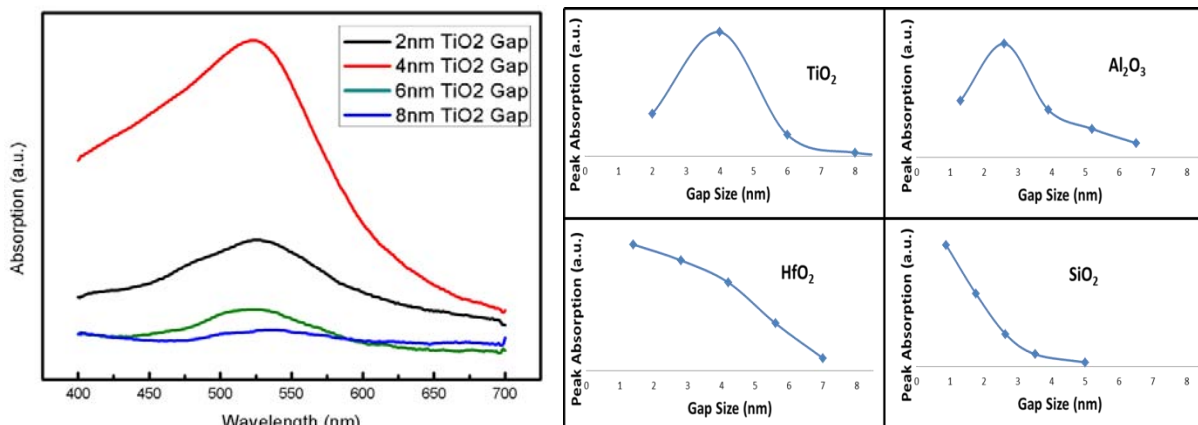 Absorption (a.u.)
2nm TiO2 Gap
4nm TiO2 Gap
6nm TiO2 Gap
8nm TiO2 Gap
400 450 500 550 600 650 700
Wavelength (nm)
Peak Absorption (a.u.)
TiO₂
0 1 2 3 4 5 6 7 8
Gap Size (nm)
Peak Absorption (a.u.)
Al₂O₃
0 1 2 3 4 5 6 7 8
Gap Size (nm)
Peak Absorption (a.u.)
HfO₂
0 1 2 3 4 5 6 7 8
Gap Size (nm)
Peak Absorption (a.u.)
SiO₂
0 1 2 3 4 5 6 7 8
Gap Size (nm)